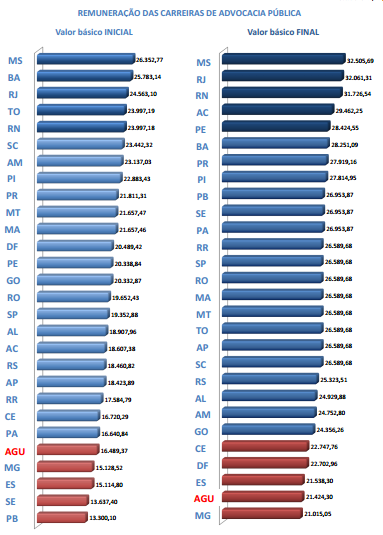 REMUNERAÇÃO DAS CARREIRAS DE ADVOCACIA PÚBLICA
Valor básico INICIAL
MS 26.352,77
BA 25.783,14
RJ 24.563,10
TO 23.997,19
RN 23.997,18
SC 23.442,32
AM 23.137,03
PI 22.883,43
PR 21.811,31
MT 21.657,47
MA 21.657,46
DF 20.489,42
PE 20.338,84
GO 20.332,87
RO 19.652,43
SP 19.352,88
AL 18.907,96
AC 18.607,38
RS 18.460,82
AP 18.423,89
RR 17.584,79
CE 16.720,29
PA 16.640,84
AGU 16.489,37
MG 15.128,52
ES 15.114,80
SE 13.637,40
PB 13.300,10
Valor básico FINAL
MS 32.505,69
RJ 32.061,31
RN 31.726,54
AC 29.462,25
PE 28.424,55
BA 28.251,09
PR 27.919,16
PI 27.814,95
PB 26.953,87
SE 26.953,87
PA 26.953,87
RR 26.589,68
SP 26.589,68
RO 26.589,68
MA 26.589,68
MT 26.589,68
TO 26.589,68
AP 26.589,68
SC 26.589,68
RS 25.323,51
AL 24.929,88
AM 24.752,80
GO 24.356,26
CE 22.747,76
DF 22.702,96
ES 21.538,30
AGU 21.424,30
MG 21.015,05